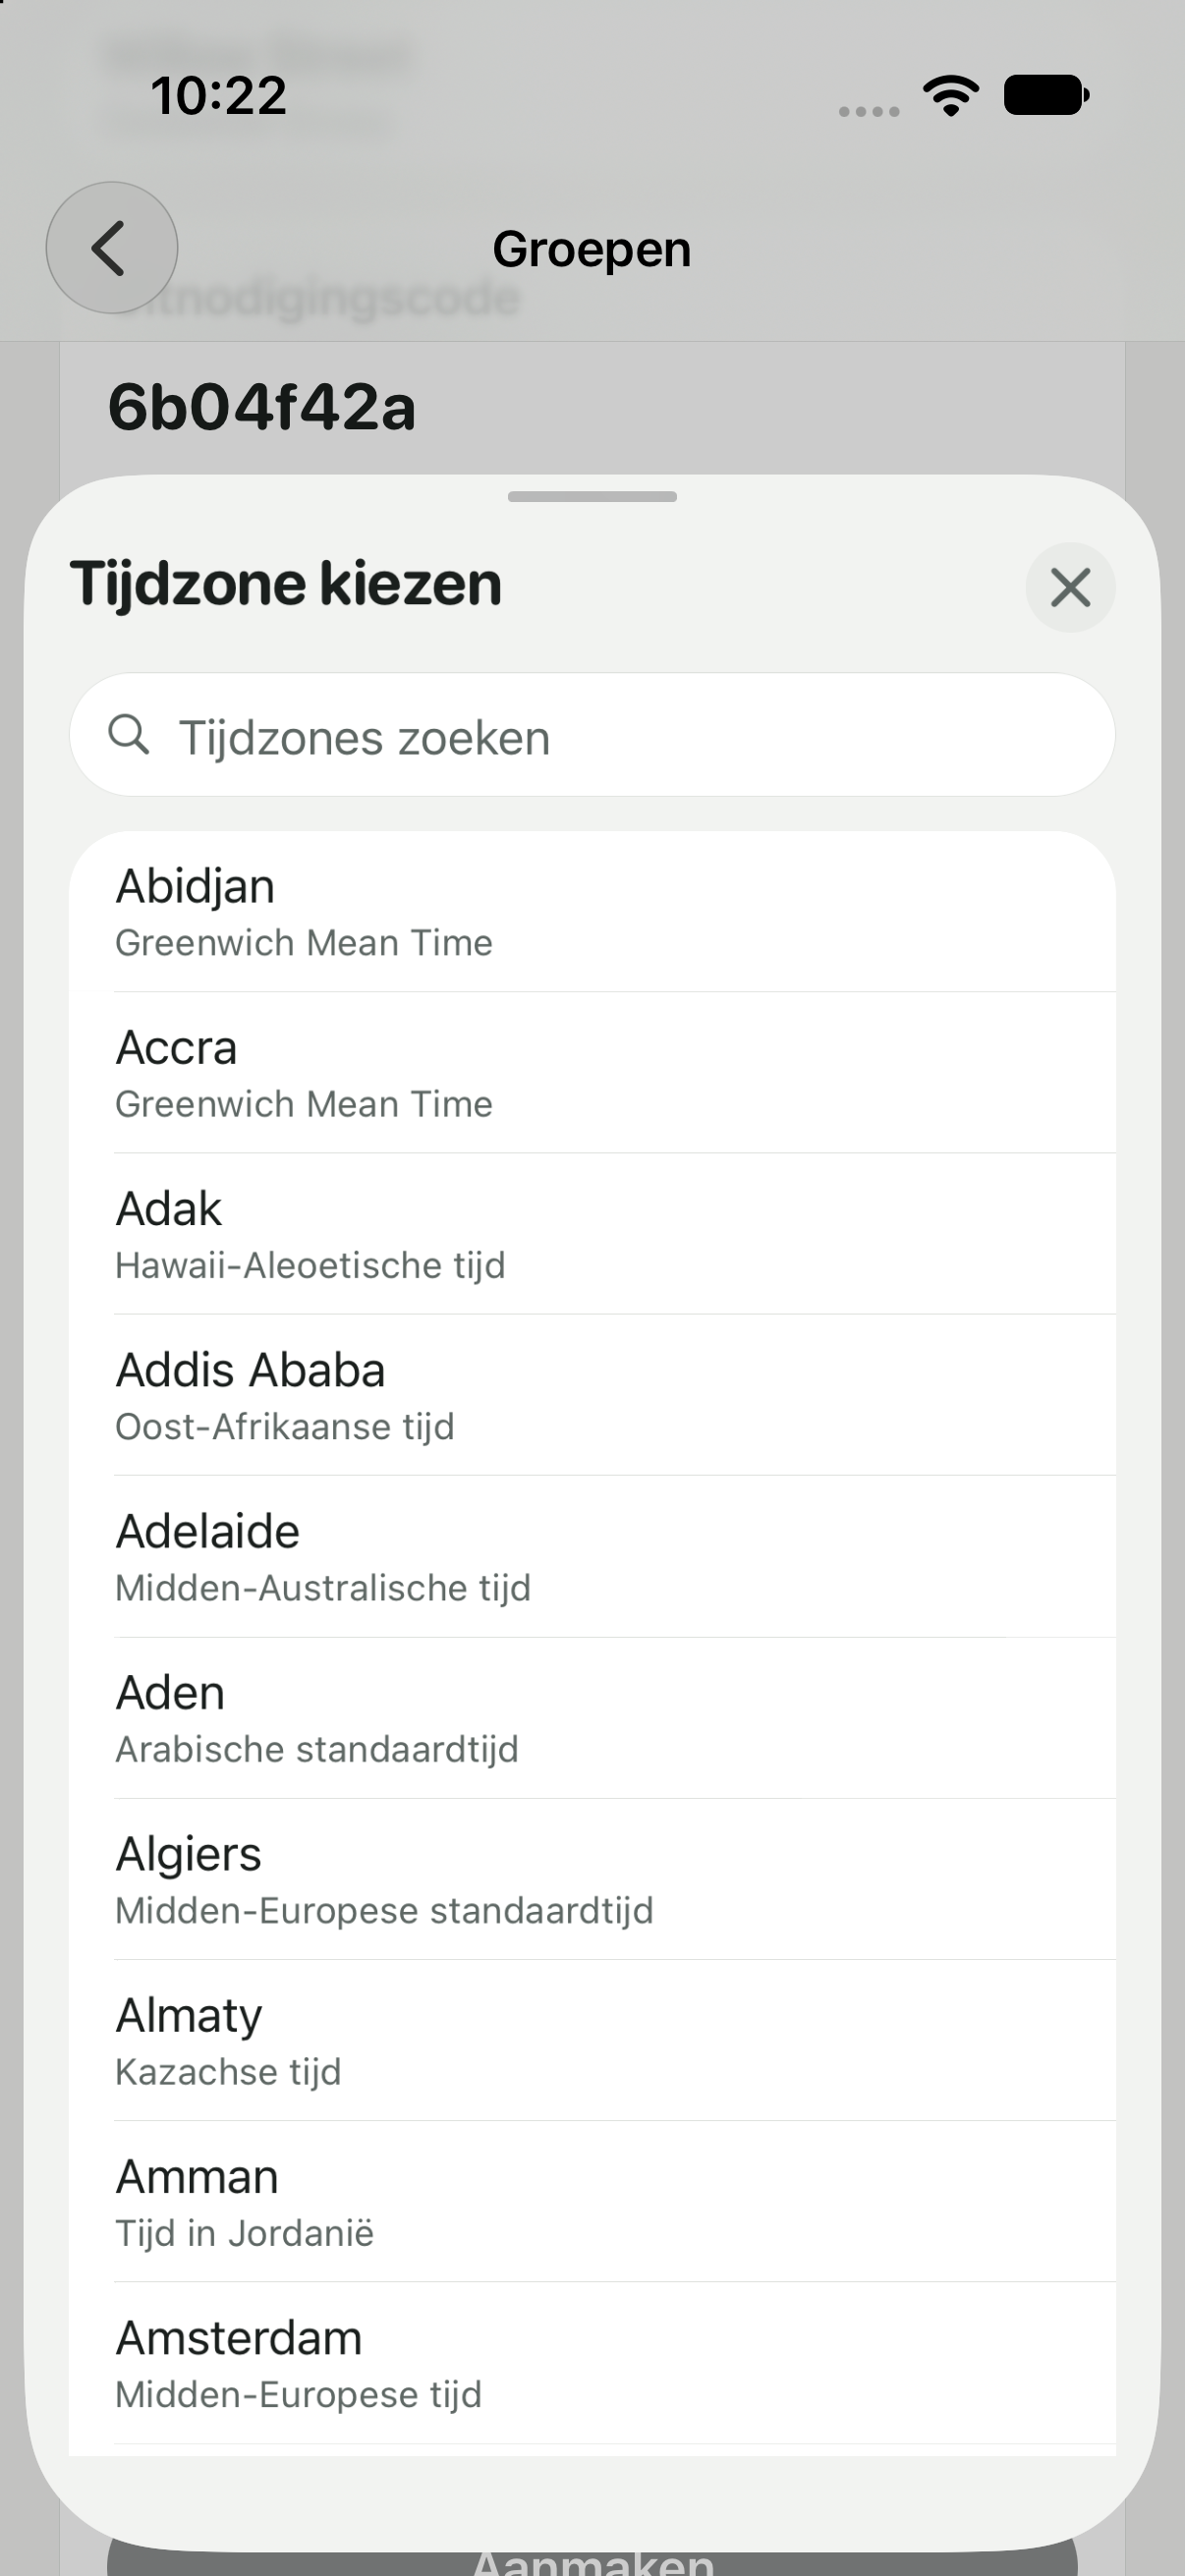 10:22
Groepen
6b04f42a
Tijdzone kiezen
Tijdzones zoeken
Abidjan
Greenwich Mean Time
Accra
Greenwich Mean Time
Adak
Hawaii-Aleoetische tijd
Addis Ababa
Oost-Afrikaanse tijd
Adelaide
Midden-Australische tijd
Aden
Arabische standaardtijd
Algiers
Midden-Europese standaardtijd
Almaty
Kazachse tijd
Amman
Tijd in Jordanië
Amsterdam
Midden-Europese tijd
Aanmaken